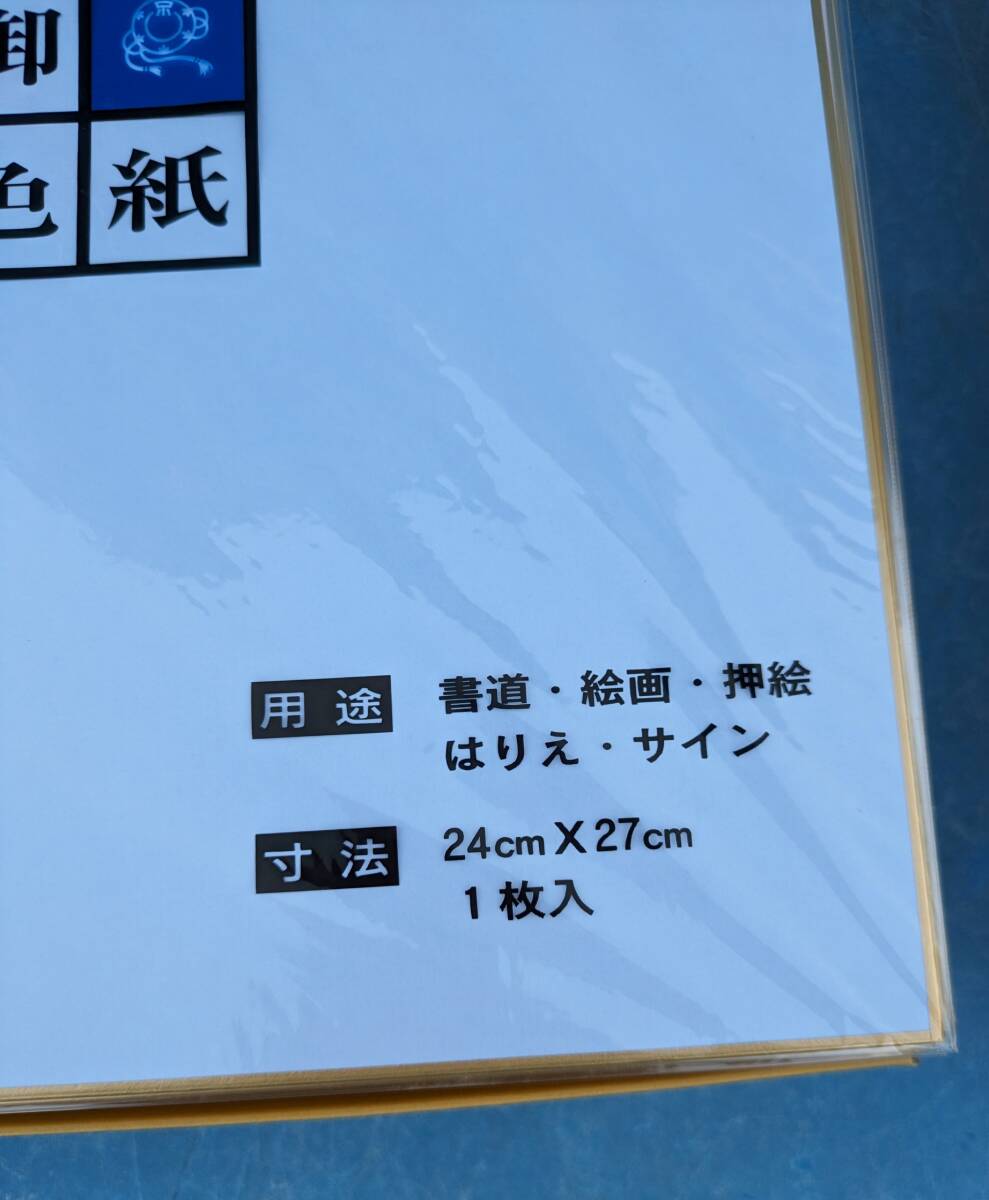 御
色紙
用途 書道・絵画・押絵
はりえ・サイン
寸法 24cm X 27cm
1枚入